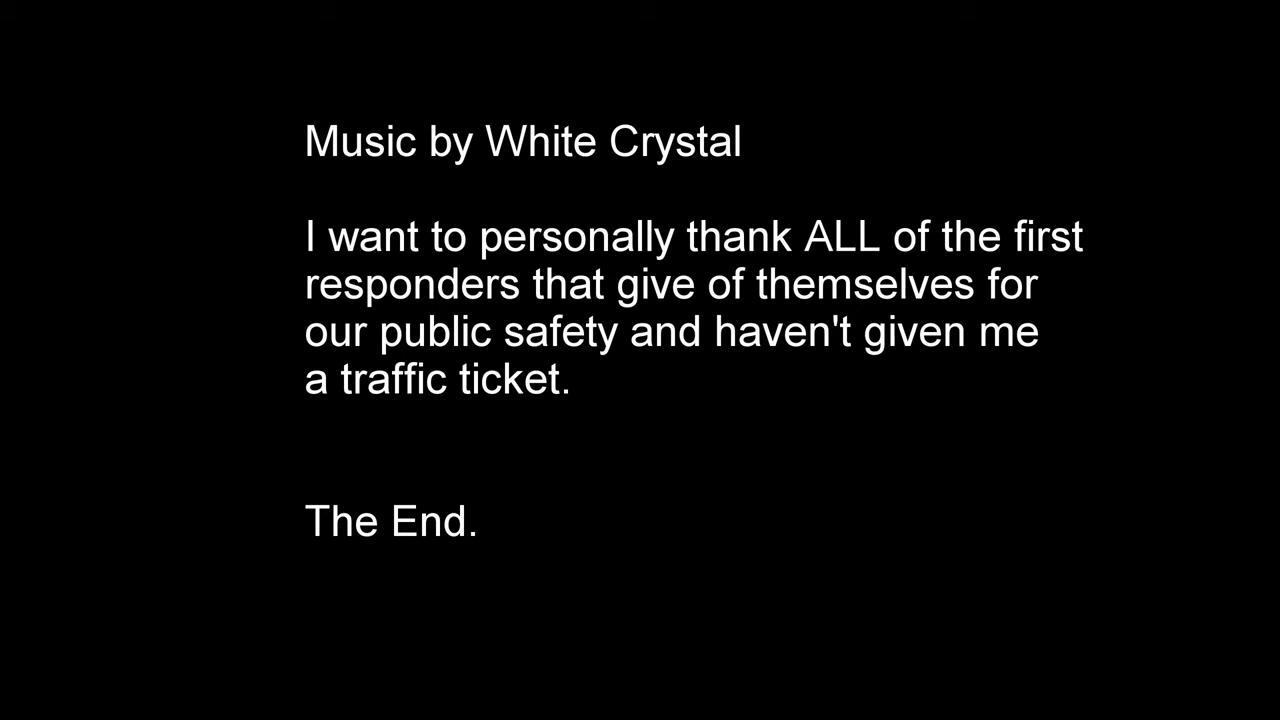 Music by White Crystal
I want to personally thank ALL of the first
responders that give of themselves for
our public safety and haven't given me
a traffic ticket.
The End.